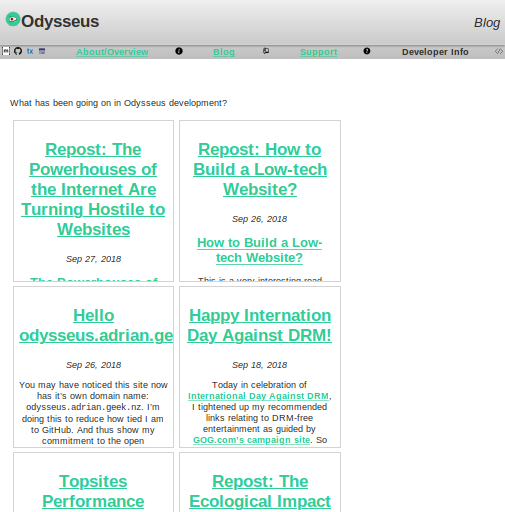 Odysseus
Blog
About/Overview Blog Support Developer Info
What has been going on in Odysseus development?
Repost: The
Powerhouses of
the Internet Are
Turning Hostile to
Websites
Sep 27, 2018
The Powerhouses of
Repost: How to
Build a Low-tech
Website?
Sep 26, 2018
How to Build a Low-
tech Website?
This is a very interesting read
Hello
odysseus.adrian.ge
Sep 26, 2018
You may have noticed this site now
has it's own domain name:
odysseus.adrian.geek.nz. I'm
doing this to reduce how tied I am
to GitHub. And thus show my
commitment to the open
Happy Internation
Day Against DRM!
Sep 18, 2018
Today in celebration of
International Day Against DRM,
I tightened up my recommended
links relating to DRM-free
entertainment as guided by
GOG.com's campaign site. So
Topsites
Performance
Repost: The
Ecological Impact